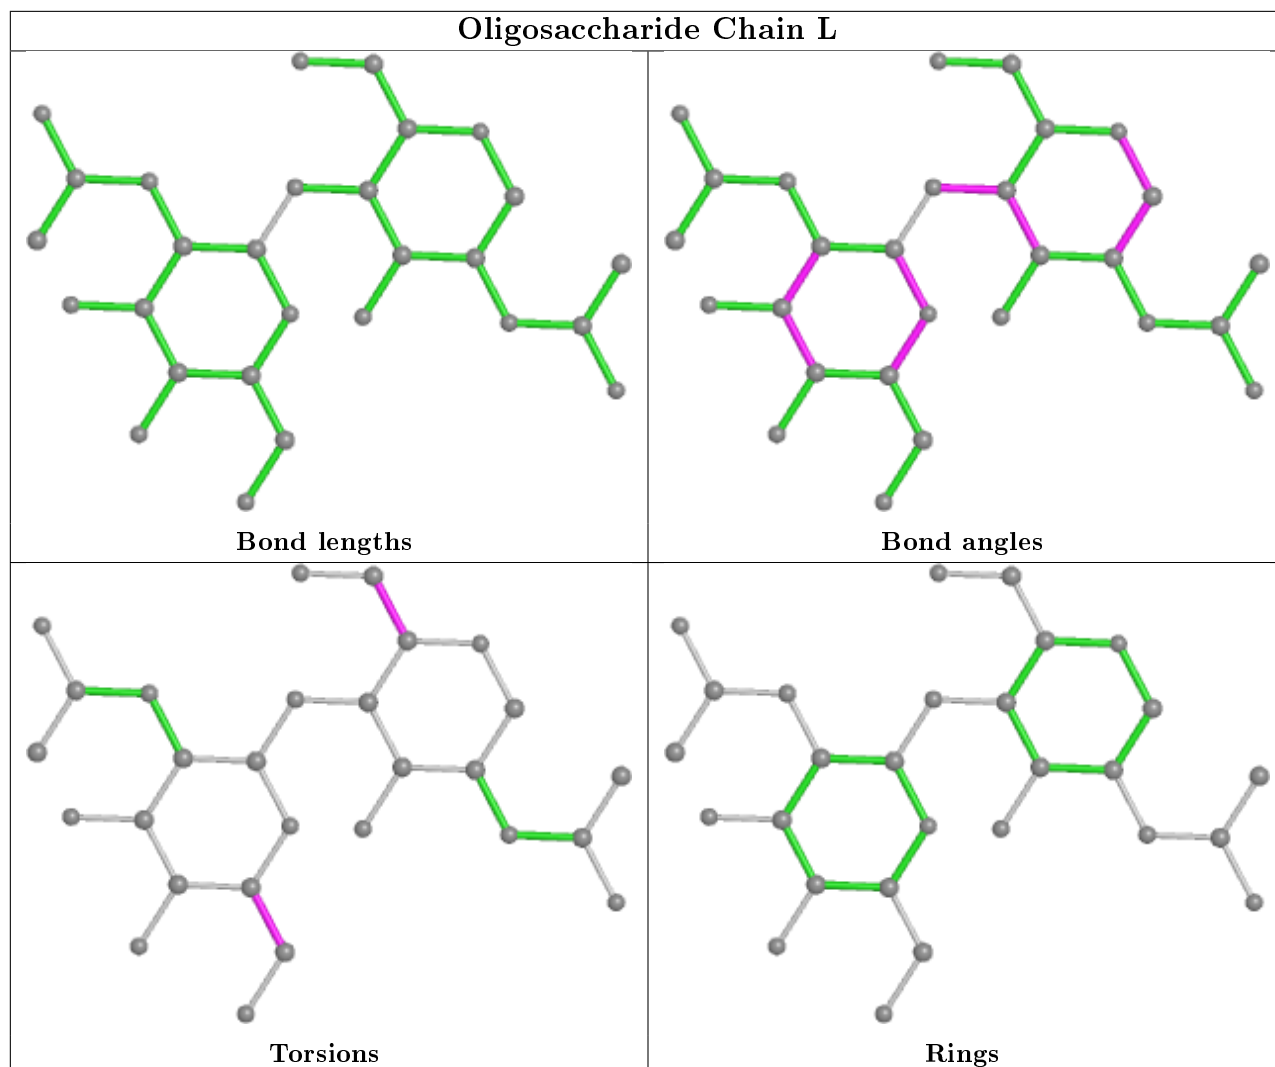 Oligosaccharide Chain L
Bond lengths
Bond angles
Torsions
Rings